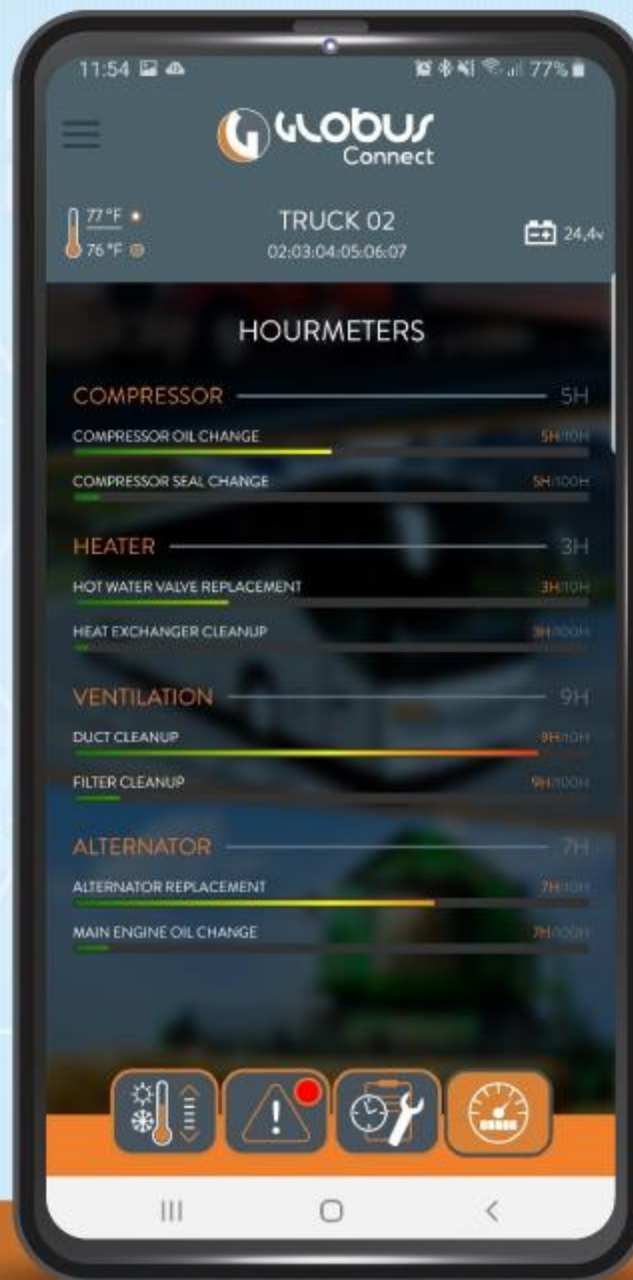 11:54 77%
GLOBUS
Connect
77°F
76°F
TRUCK 02
02:03:04:05:06:07
24,4v
HOURMETERS
COMPRESSOR 5H
COMPRESSOR OIL CHANGE 5H/10H
COMPRESSOR SEAL CHANGE 5H/100H
HEATER 3H
HOT WATER VALVE REPLACEMENT 3H/10H
HEAT EXCHANGER CLEANUP 3H/100H
VENTILATION 9H
DUCT CLEANUP 9H/10H
FILTER CLEANUP 9H/100H
ALTERNATOR 7H
ALTERNATOR REPLACEMENT 7H/10H
MAIN ENGINE OIL CHANGE 7H/100H